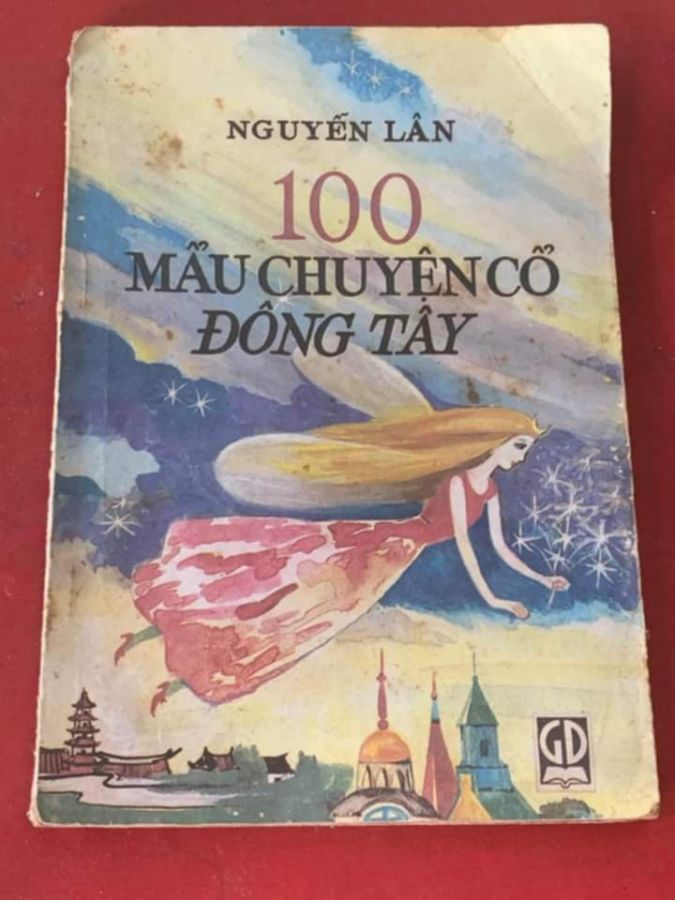 NGUYỄN LÂN
100
MẨU CHUYỆN CỔ
ĐÔNG TÂY
GD